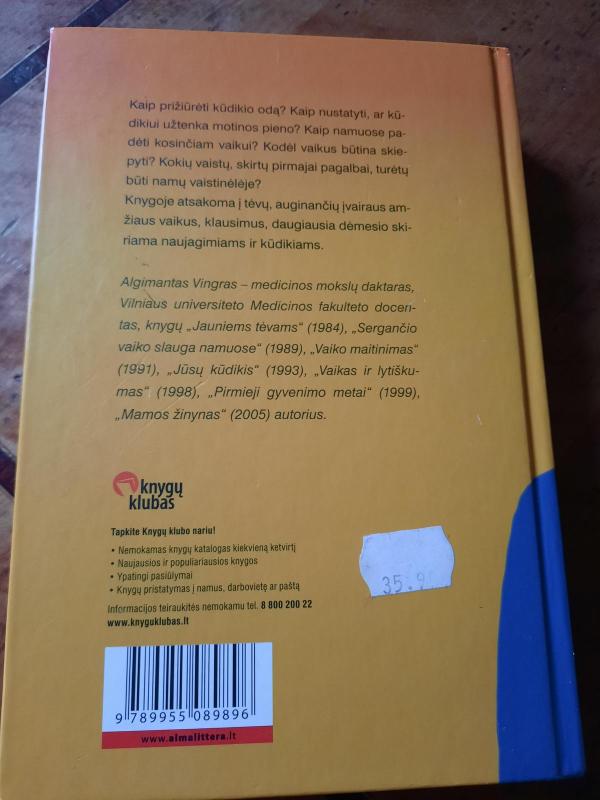 Kaip prižiūrėti kūdikio odą? Kaip nustatyti, ar kū-
dikiui užtenka motinos pieno? Kaip namuose pa-
dėti kosinčiam vaikui? Kodėl vaikus būtina skie-
pyti? Kokių vaistų, skirtų pirmajai pagalbai, turėtų
būti namų vaistinėlėje?
Knygoje atsakoma į tėvų, auginančių įvairaus am-
žiaus vaikus, klausimus, daugiausia dėmesio ski-
riama naujagimiams ir kūdikiams.
Algimantas Vingras – medicinos mokslų daktaras,
Vilniaus universiteto Medicinos fakulteto docen-
tas, knygų „Jauniems tėvams“ (1984), „Sergančio
vaiko slauga namuose“ (1989), „Vaiko maitinimas“
(1991), „Jūsų kūdikis“ (1993), „Vaikas ir lytišku-
mas“ (1998), „Pirmieji gyvenimo metai“ (1999),
„Mamos žinynas“ (2005) autorius.
knygų
klubas
Tapkite Knygų klubo nariu!
• Nemokamas knygų katalogas kiekvieną ketvirtį
• Naujausios ir populiariausios knygos
• Ypatingi pasiūlymai
• Knygų pristatymas į namus, darbovietę ar paštą
Informacijos teiraukitės nemokamu tel. 8 800 200 22
www.knyguklubas.lt
35.9
9 789955 089896
www.almalittera.lt